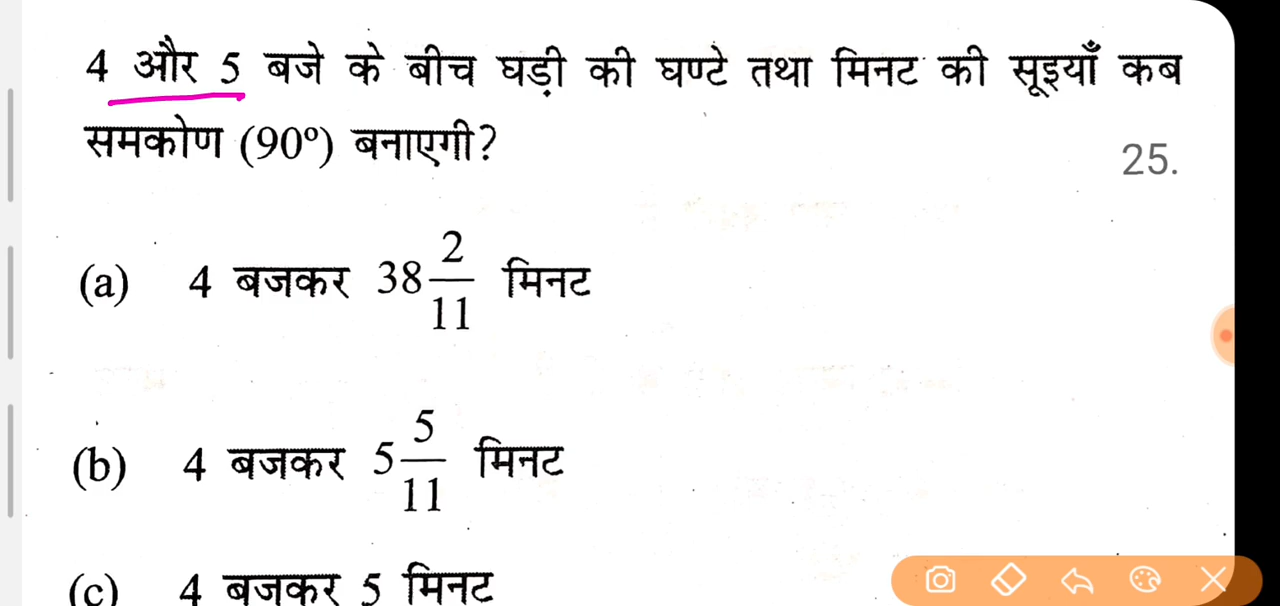 4 और 5 बजे के बीच घड़ी की घण्टे तथा मिनट की सूइयाँ कब
समकोण (90°) बनाएगी?
25.
(a) 4 बजकर 38 2/11 मिनट
(b) 4 बजकर 5 5/11 मिनट
(c) 4 बजकर 5 मिनट